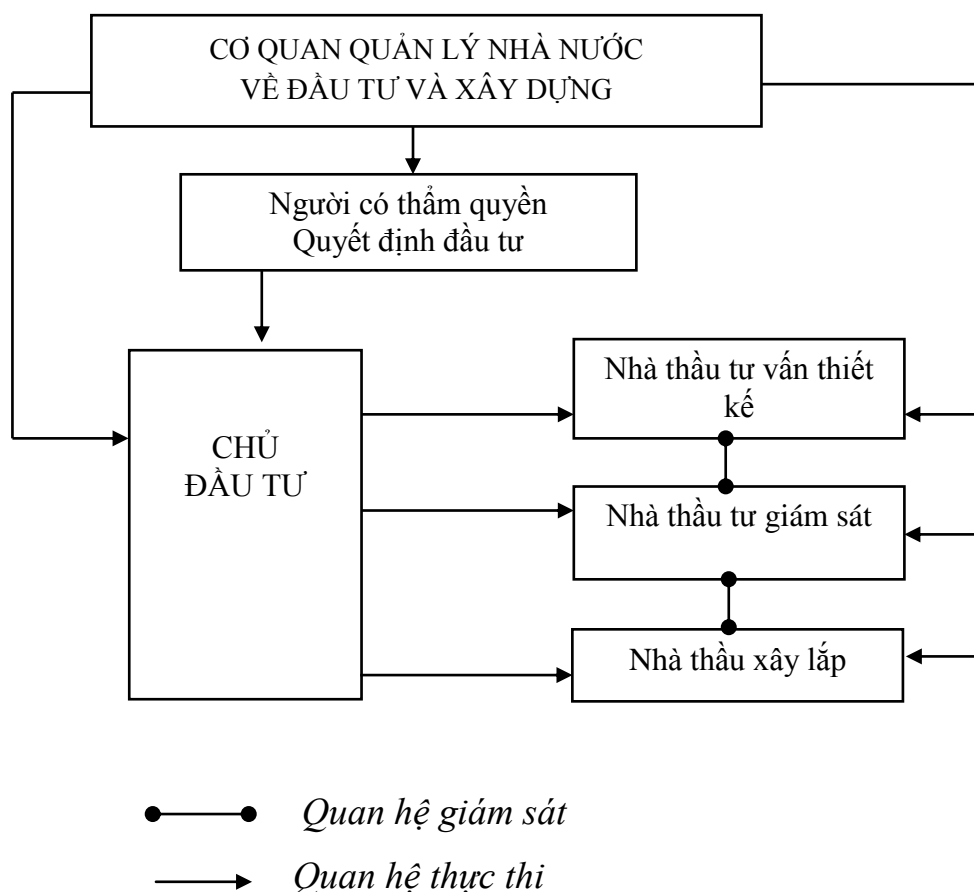 CƠ QUAN QUẢN LÝ NHÀ NƯỚC
VỀ ĐẦU TƯ VÀ XÂY DỰNG
Người có thẩm quyền
Quyết định đầu tư
CHỦ
ĐẦU TƯ
Nhà thầu tư vấn thiết
kế
Nhà thầu tư giám sát
Nhà thầu xây lắp
Quan hệ giám sát
Quan hệ thực thi